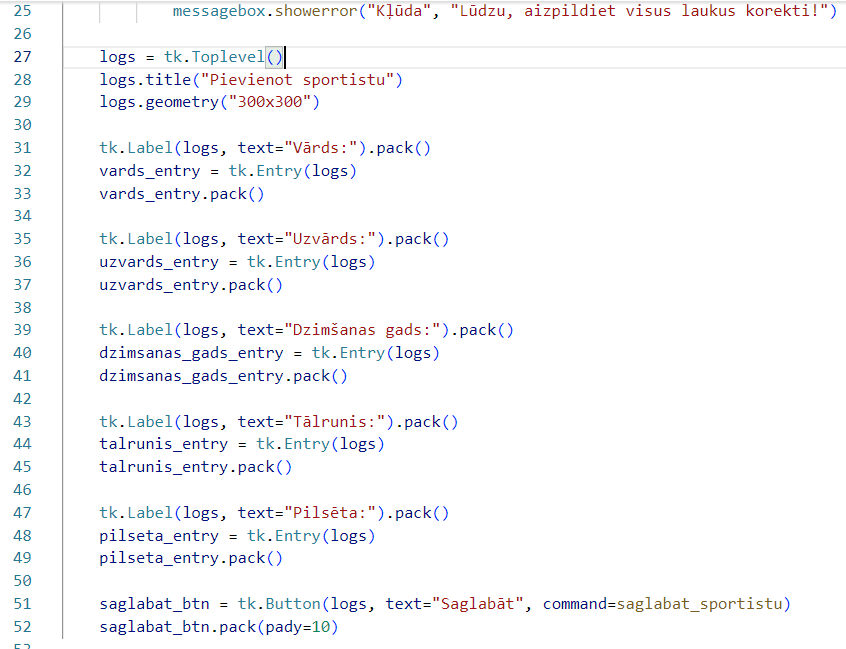 25 messagebox.showerror("Kļūda", "Lūdzu, aizpildiet visus laukus korekti!")
26
27 logs = tk.Toplevel()
28 logs.title("Pievienot sportistu")
29 logs.geometry("300x300")
30
31 tk.Label(logs, text="Vārds:").pack()
32 vards_entry = tk.Entry(logs)
33 vards_entry.pack()
34
35 tk.Label(logs, text="Uzvārds:").pack()
36 uzvards_entry = tk.Entry(logs)
37 uzvards_entry.pack()
38
39 tk.Label(logs, text="Dzimšanas gads:").pack()
40 dzimsanas_gads_entry = tk.Entry(logs)
41 dzimsanas_gads_entry.pack()
42
43 tk.Label(logs, text="Tālrunis:").pack()
44 talrunis_entry = tk.Entry(logs)
45 talrunis_entry.pack()
46
47 tk.Label(logs, text="Pilsēta:").pack()
48 pilseta_entry = tk.Entry(logs)
49 pilseta_entry.pack()
50
51 saglabat_btn = tk.Button(logs, text="Saglabāt", command=saglabat_sportistu)
52 saglabat_btn.pack(pady=10)
53